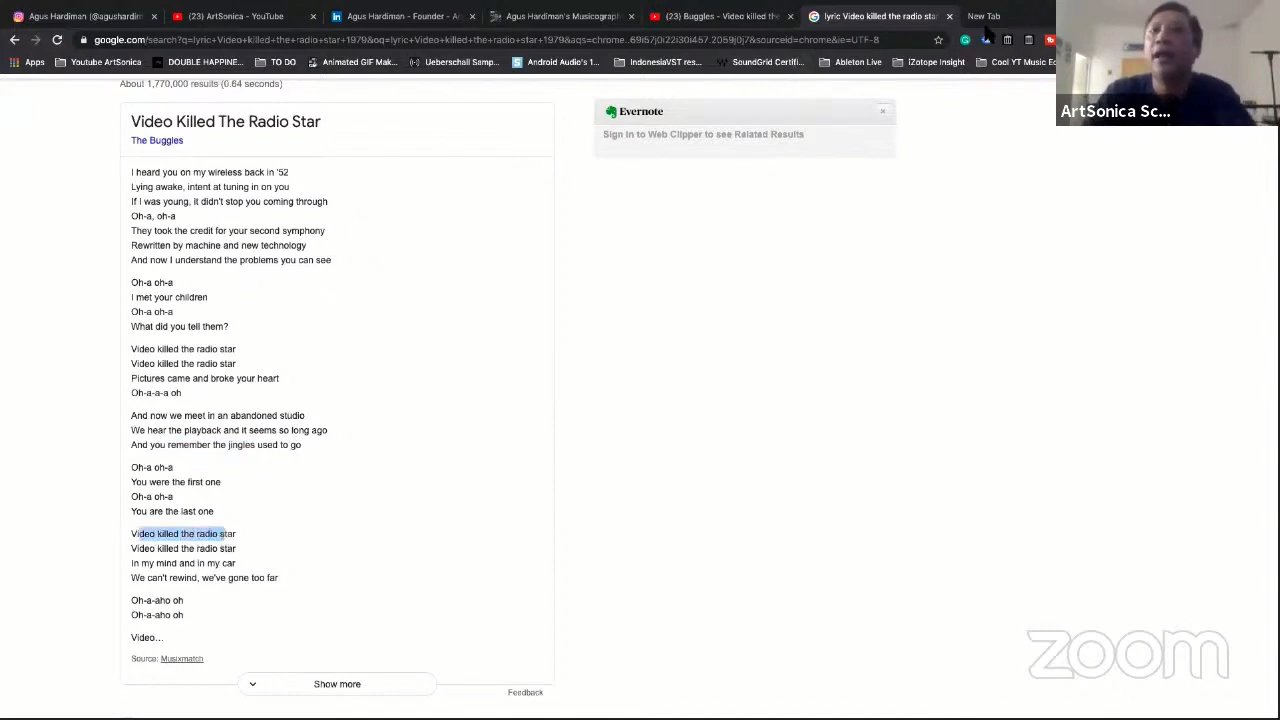 @agushardiman
(23) ArtSonica - YouTube
Agus Hardiman - Founder - A
Agus Hardiman's Musicograph
(23) Buggles - Video killed the
lyric Video killed the radio star
New Tab
google.com/search?q=lyric+Video+killed+the+radio+star+1979&oq=lyric+Video+killed+the+radio+star+1979&aqs=chrome..69i57j0i22i30i457.2059j0j7&sourceid=chrome&ie=UTF-8
Apps
Youtube ArtSonica
DOUBLE HAPPINE...
TO DO
Animated GIF Mak...
Ueberschall Samp...
Android Audio's 1...
IndonesiaVST res...
SoundGrid Certifi...
iZotope Insight
Cool YT Music E
ArtSonica Sc...
About 1,770,000 results (0.64 seconds)
Video Killed The Radio Star
The Buggles
Evernote
Sign in to Web Clipper to see Related Results
I heard you on my wireless back in '52
Lying awake, intent at tuning in on you
If I was young, it didn't stop you coming through
Oh-a, oh-a
They took the credit for your second symphony
Rewritten by machine and new technology
And now I understand the problems you can see
Oh-a oh-a
I met your children
Oh-a oh-a
What did you tell them?
Video killed the radio star
Video killed the radio star
Pictures came and broke your heart
Oh-a-a-a oh
And now we meet in an abandoned studio
We hear the playback and it seems so long ago
And you remember the jingles used to go
Oh-a oh-a
You were the first one
Oh-a oh-a
You are the last one
Video killed the radio star
Video killed the radio star
In my mind and in my car
We can't rewind, we've gone too far
Oh-a-aho oh
Oh-a-aho oh
Video...
Source: Musixmatch
Show more
Feedback
zoom